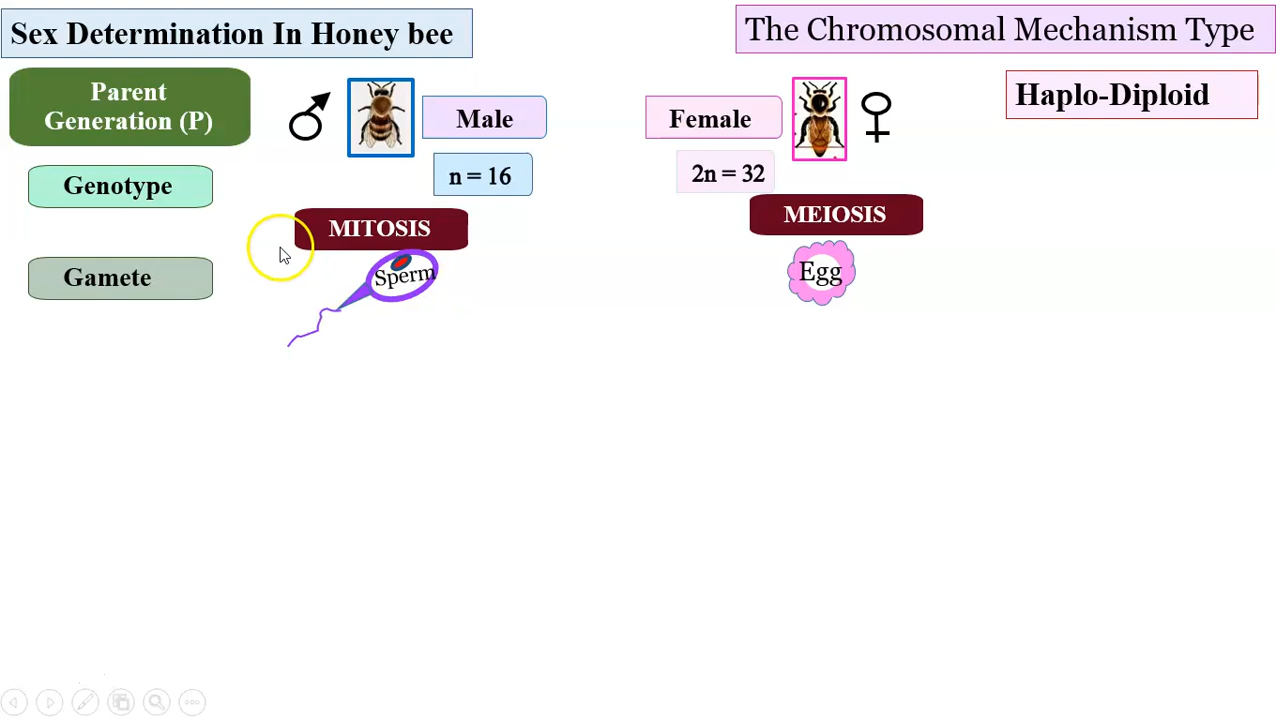 Sex Determination In Honey bee
The Chromosomal Mechanism Type
Parent
Generation (P)
Male
Female
Haplo-Diploid
Genotype
n = 16
2n = 32
MITOSIS
MEIOSIS
Gamete
Sperm
Egg